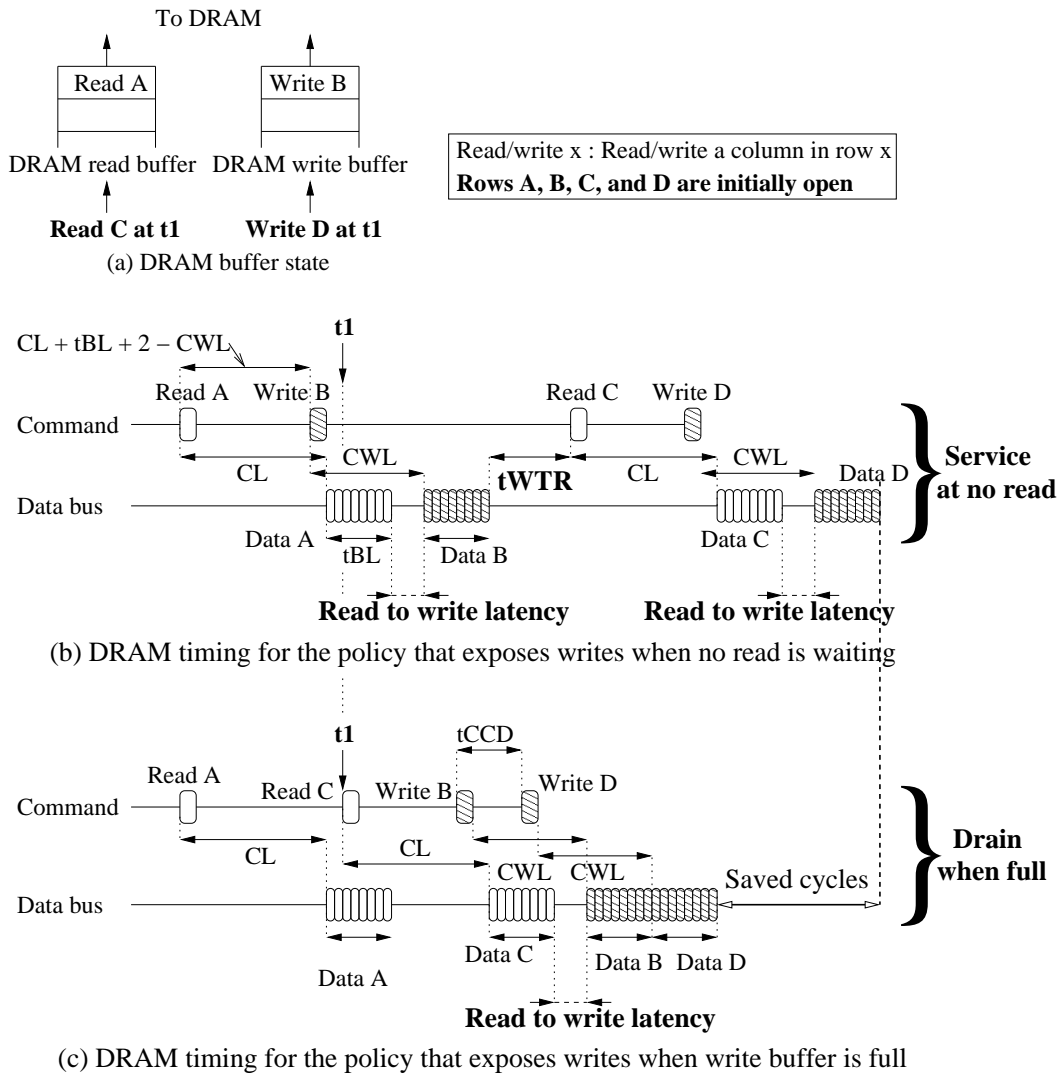 To DRAM
Read A
Write B
DRAM read buffer
DRAM write buffer
Read C at t1
Write D at t1
(a) DRAM buffer state
Read/write x : Read/write a column in row x
Rows A, B, C, and D are initially open
t1
CL + tBL + 2 − CWL
Read A
Write B
Read C
Write D
Command
CL
CWL
tWTR
CL
CWL
Data D
Service
at no read
Data bus
Data A
tBL
Data B
Data C
Read to write latency
Read to write latency
(b) DRAM timing for the policy that exposes writes when no read is waiting
t1
tCCD
Read A
Read C
Write B
Write D
Command
CL
CL
CWL
CWL
Saved cycles
Drain
when full
Data bus
Data A
Data C
Data B
Data D
Read to write latency
(c) DRAM timing for the policy that exposes writes when write buffer is full